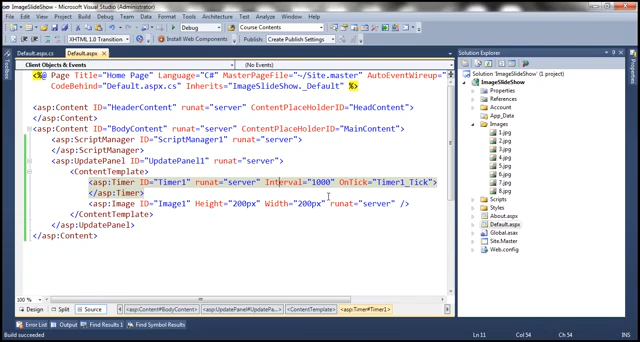 ImageSlideShow - Microsoft Visual Studio (Administrator)
File Edit View Project Build Debug Team Data Tools Architecture Test Analyze Window Help
Debug
XHTML 1.0 Transition
Install Web Components
Publish: Create Publish Settings
Toolbox
Default.aspx.cs
Default.aspx
Client Objects & Events
(No Events)
<%@ Page Title="Home Page" Language="C#" MasterPageFile="~/Site.master" AutoEventWireup=
CodeBehind="Default.aspx.cs" Inherits="ImageSlideShow._Default" %>
<asp:Content ID="HeaderContent" runat="server" ContentPlaceHolderID="HeadContent">
</asp:Content>
<asp:Content ID="BodyContent" runat="server" ContentPlaceHolderID="MainContent">
<asp:ScriptManager ID="ScriptManager1" runat="server">
</asp:ScriptManager>
<asp:UpdatePanel ID="UpdatePanel1" runat="server">
<ContentTemplate>
<asp:Timer ID="Timer1" runat="server" Interval="1000" OnTick="Timer1_Tick">
</asp:Timer>
<asp:Image ID="Image1" Height="200px" Width="200px" runat="server" />
</ContentTemplate>
</asp:UpdatePanel>
</asp:Content>
100 %
Design
Split
Source
<asp:Content#BodyContent>
<asp:UpdatePanel#UpdateP...>
<ContentTemplate>
<asp:Timer#Timer1>
Error List
Output
Find Results 1
Find Symbol Results
Build succeeded
Ln 11
Col 54
Ch 54
Solution Explorer
Solution 'ImageSlideShow' (1 project)
ImageSlideShow
Properties
References
Account
App_Data
Images
1.jpg
2.jpg
3.jpg
4.jpg
5.jpg
6.jpg
7.jpg
8.jpg
Scripts
Styles
About.aspx
Default.aspx
Global.asax
Site.Master
Web.config
Properties